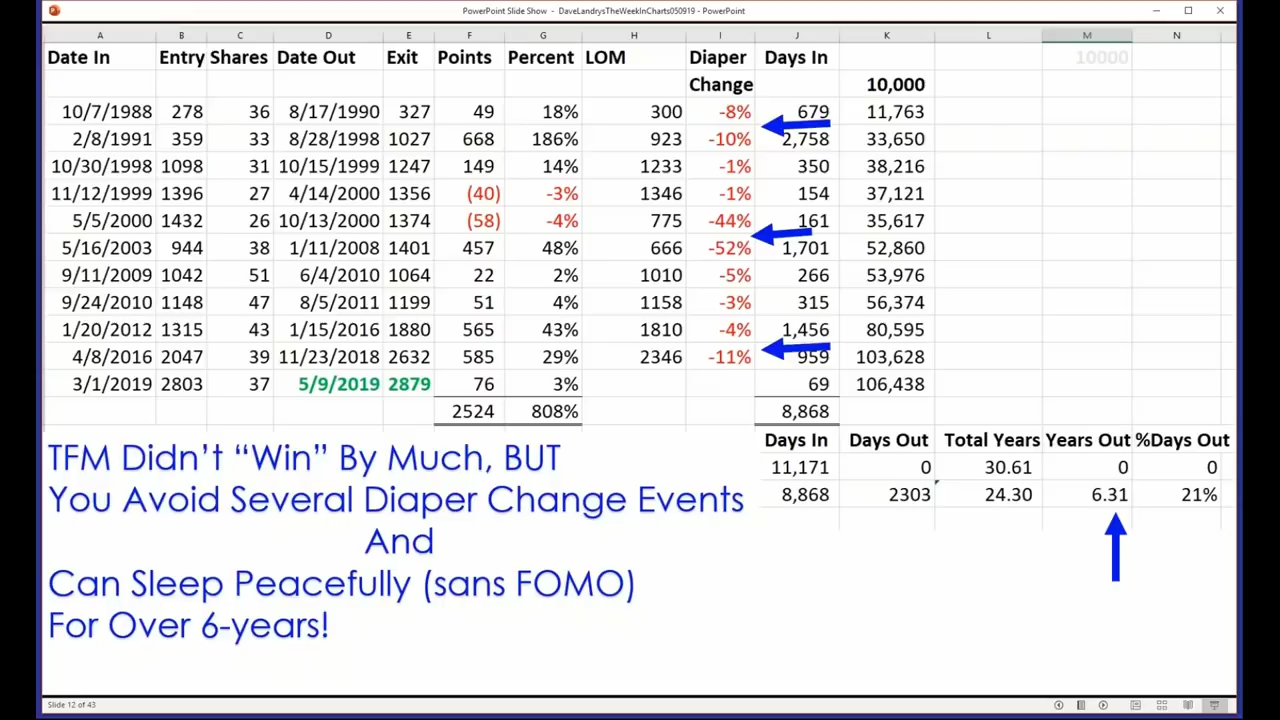 PowerPoint Slide Show - DaveLandrysTheWeekInCharts050919 - PowerPoint
A B C D E F G H I J K L M N
Date In Entry Shares Date Out Exit Points Percent LOM Diaper Days In 10000
Change 10,000
10/7/1988 278 36 8/17/1990 327 49 18% 300 -8% 679 11,763
2/8/1991 359 33 8/28/1998 1027 668 186% 923 -10% 2,758 33,650
10/30/1998 1098 31 10/15/1999 1247 149 14% 1233 -1% 350 38,216
11/12/1999 1396 27 4/14/2000 1356 (40) -3% 1346 -1% 154 37,121
5/5/2000 1432 26 10/13/2000 1374 (58) -4% 775 -44% 161 35,617
5/16/2003 944 38 1/11/2008 1401 457 48% 666 -52% 1,701 52,860
9/11/2009 1042 51 6/4/2010 1064 22 2% 1010 -5% 266 53,976
9/24/2010 1148 47 8/5/2011 1199 51 4% 1158 -3% 315 56,374
1/20/2012 1315 43 1/15/2016 1880 565 43% 1810 -4% 1,456 80,595
4/8/2016 2047 39 11/23/2018 2632 585 29% 2346 -11% 959 103,628
3/1/2019 2803 37 5/9/2019 2879 76 3% 69 106,438
2524 808% 8,868
Days In Days Out Total Years Years Out %Days Out
11,171 0 30.61 0 0
8,868 2303 24.30 6.31 21%
TFM Didn't “Win” By Much, BUT
You Avoid Several Diaper Change Events
And
Can Sleep Peacefully (sans FOMO)
For Over 6-years!
Slide 12 of 43